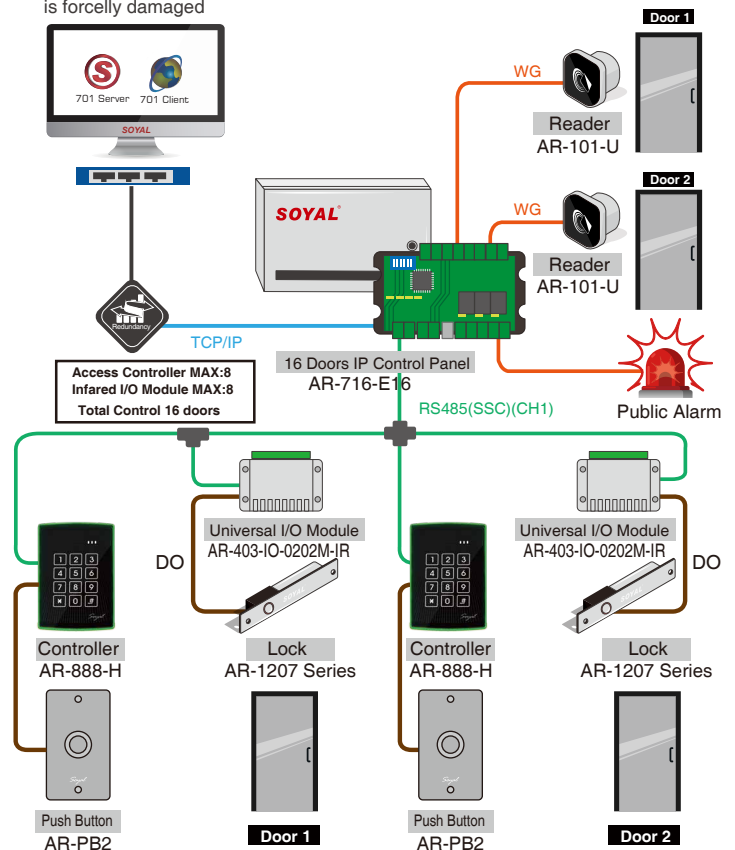 is forcelly damaged
Door 1
S
701 Server 701 Client
SOYAL
WG
Reader
AR-101-U
Door 2
SOYAL®
WG
Reader
AR-101-U
Redundancy
TCP/IP
Access Controller MAX:8
Infared I/O Module MAX:8
Total Control 16 doors
16 Doors IP Control Panel
AR-716-E16
RS485(SSC)(CH1)
Public Alarm
Universal I/O Module
AR-403-IO-0202M-IR
Universal I/O Module
AR-403-IO-0202M-IR
1 2 3
4 5 6
7 8 9
* 0 #
Soyal
DO
SOYAL
1 2 3
4 5 6
7 8 9
* 0 #
Soyal
SOYAL
DO
Controller
AR-888-H
Lock
AR-1207 Series
Controller
AR-888-H
Lock
AR-1207 Series
Soyal
Soyal
Push Button
AR-PB2
Door 1
Push Button
AR-PB2
Door 2